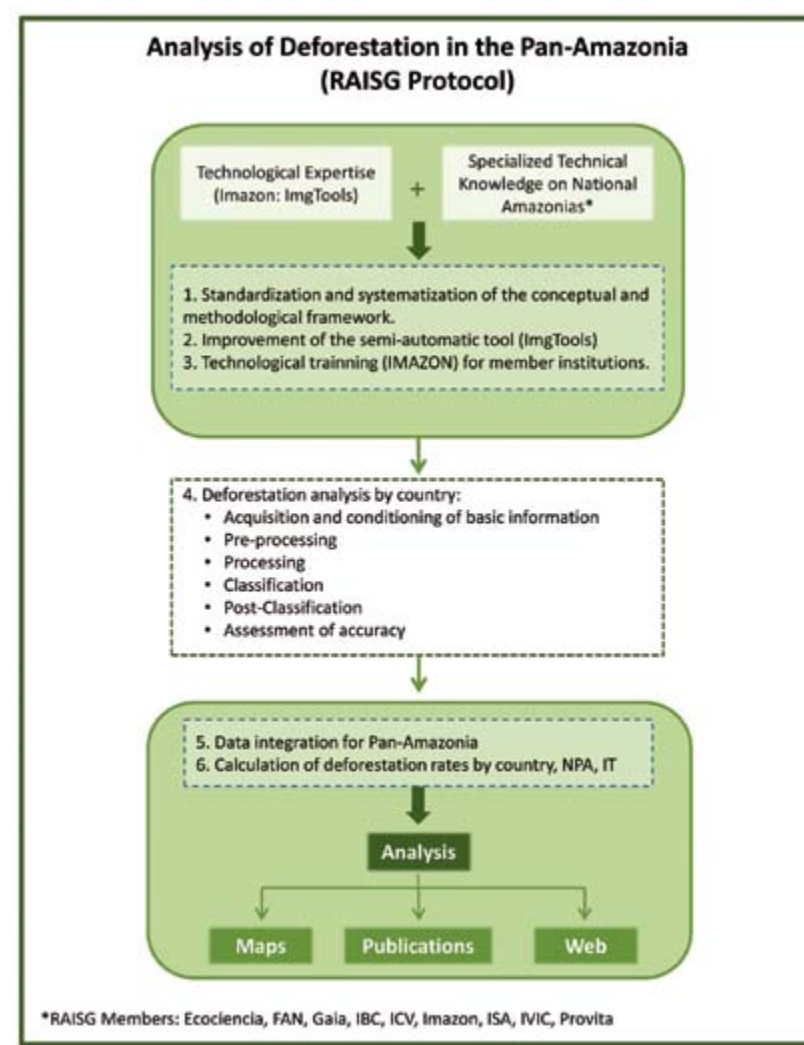 Analysis of Deforestation in the Pan-Amazonia
(RAISG Protocol)
Technological Expertise
(Imazon: ImgTools)
+
Specialized Technical
Knowledge on National
Amazonias*
1. Standardization and systematization of the conceptual and
methodological framework.
2. Improvement of the semi-automatic tool (ImgTools)
3. Technological trainning (IMAZON) for member institutions.
4. Deforestation analysis by country:
• Acquisition and conditioning of basic information
• Pre-processing
• Processing
• Classification
• Post-Classification
• Assessment of accuracy
5. Data integration for Pan-Amazonia
6. Calculation of deforestation rates by country, NPA, IT
Analysis
Maps
Publications
Web
*RAISG Members: Ecociencia, FAN, Gaia, IBC, ICV, Imazon, ISA, IVIC, Provita